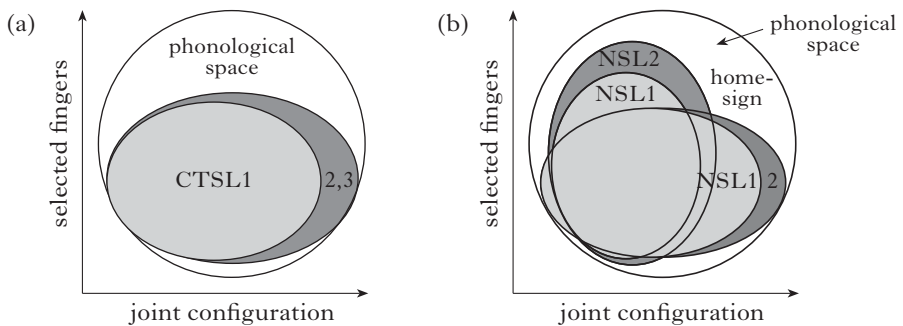 (a)
selected fingers
phonological
space
CTSL1
2,3
joint configuration
(b)
selected fingers
phonological
space
home-
sign
NSL2
NSL1
NSL1 2
joint configuration